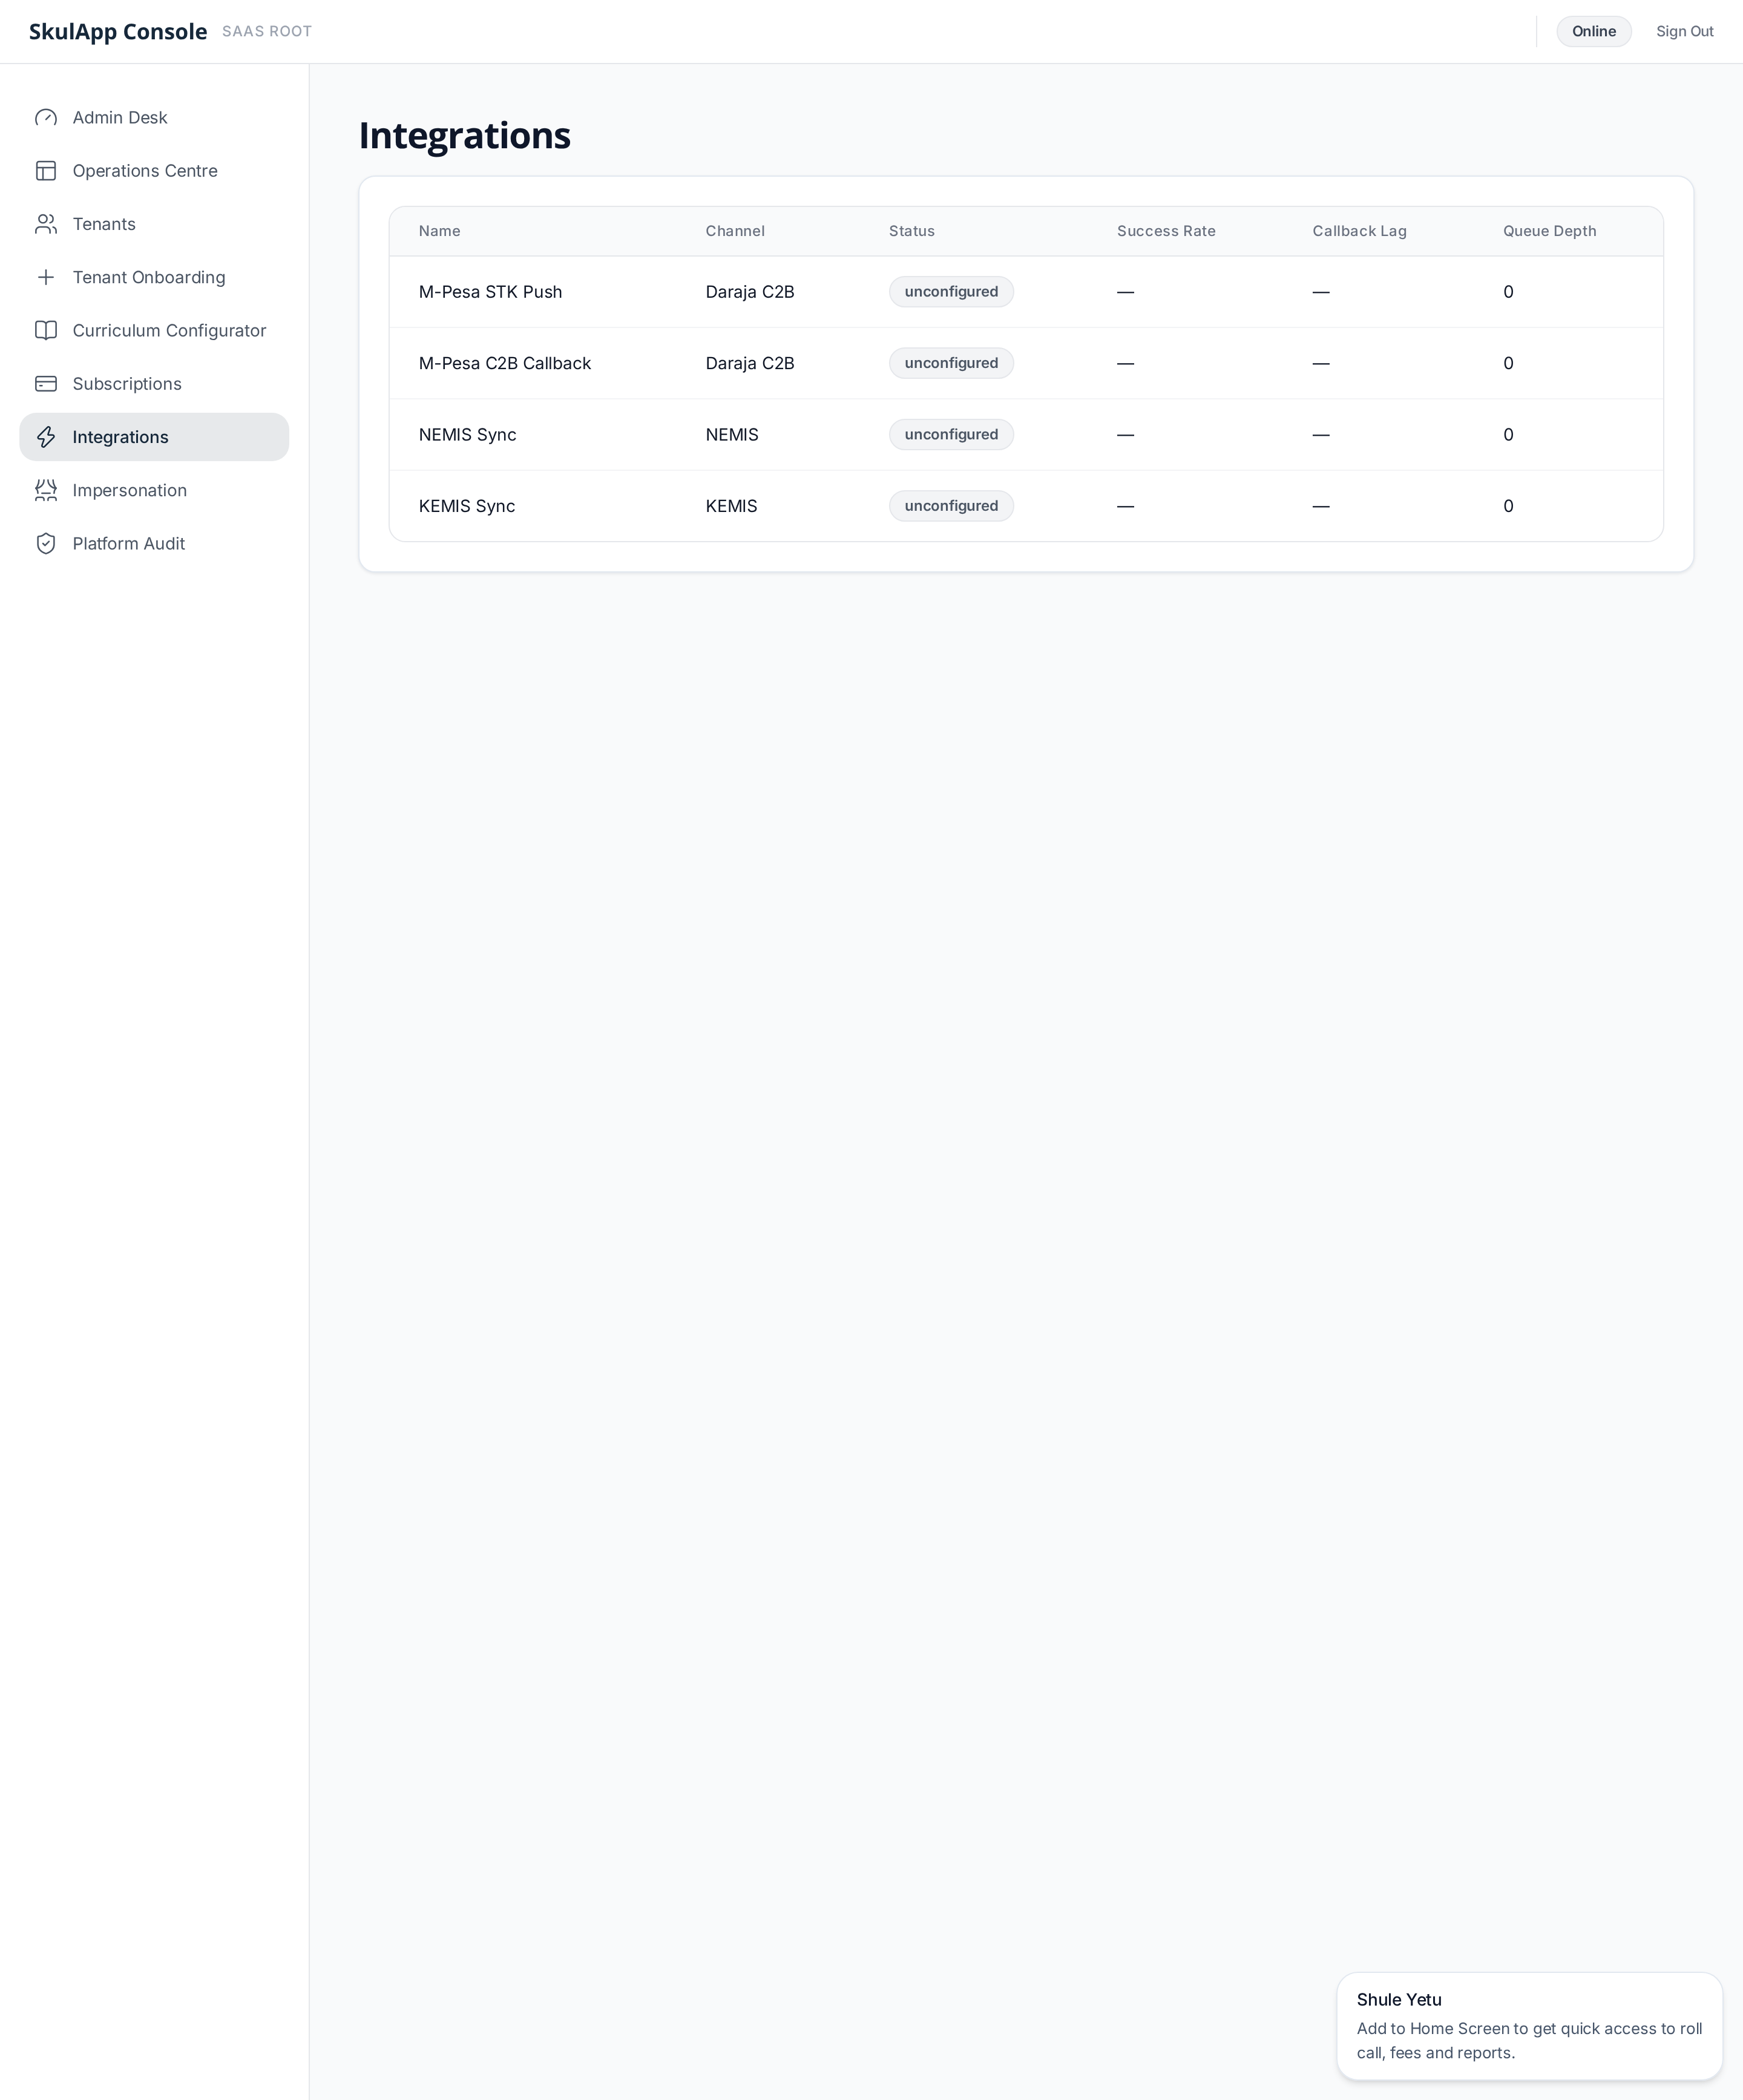 SkulApp Console SAAS ROOT Online Sign Out
Admin Desk
Operations Centre
Tenants
Tenant Onboarding
Curriculum Configurator
Subscriptions
Integrations
Impersonation
Platform Audit
Integrations
Name Channel Status Success Rate Callback Lag Queue Depth
M-Pesa STK Push Daraja C2B unconfigured — — 0
M-Pesa C2B Callback Daraja C2B unconfigured — — 0
NEMIS Sync NEMIS unconfigured — — 0
KEMIS Sync KEMIS unconfigured — — 0
Shule Yetu
Add to Home Screen to get quick access to roll
call, fees and reports.